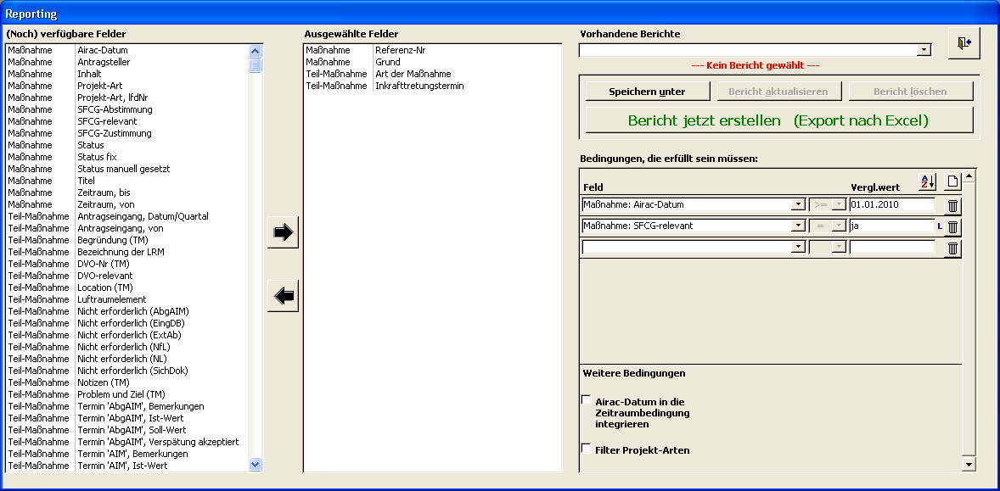 Reporting
(Noch) verfügbare Felder
Maßnahme Airac-Datum
Maßnahme Antragsteller
Maßnahme Inhalt
Maßnahme Projekt-Art
Maßnahme Projekt-Art, lfdNr
Maßnahme SFCG-Abstimmung
Maßnahme SFCG-relevant
Maßnahme SFCG-Zustimmung
Maßnahme Status
Maßnahme Status fix
Maßnahme Status manuell gesetzt
Maßnahme Titel
Maßnahme Zeitraum, bis
Maßnahme Zeitraum, von
Teil-Maßnahme Antragseingang, Datum/Quartal
Teil-Maßnahme Antragseingang, von
Teil-Maßnahme Begründung (TM)
Teil-Maßnahme Bezeichnung der LRM
Teil-Maßnahme DVO-Nr (TM)
Teil-Maßnahme DVO-relevant
Teil-Maßnahme Location (TM)
Teil-Maßnahme Luftraumelement
Teil-Maßnahme Nicht erforderlich (AbgAIM)
Teil-Maßnahme Nicht erforderlich (EingDB)
Teil-Maßnahme Nicht erforderlich (ExtAb)
Teil-Maßnahme Nicht erforderlich (NfL)
Teil-Maßnahme Nicht erforderlich (NL)
Teil-Maßnahme Nicht erforderlich (SichDok)
Teil-Maßnahme Notizen (TM)
Teil-Maßnahme Problem und Ziel (TM)
Teil-Maßnahme Termin 'AbgAIM', Bemerkungen
Teil-Maßnahme Termin 'AbgAIM', Ist-Wert
Teil-Maßnahme Termin 'AbgAIM', Soll-Wert
Teil-Maßnahme Termin 'AbgAIM', Verspätung akzeptiert
Teil-Maßnahme Termin 'AIM', Bemerkungen
Teil-Maßnahme Termin 'AIM', Ist-Wert
Ausgewählte Felder
Maßnahme Referenz-Nr
Maßnahme Grund
Teil-Maßnahme Art der Maßnahme
Teil-Maßnahme Inkrafttretungstermin
Vorhandene Berichte
--- Kein Bericht gewählt ---
Speichern unter Bericht aktualisieren Bericht löschen
Bericht jetzt erstellen (Export nach Excel)
Bedingungen, die erfüllt sein müssen:
Feld Vergl.wert A Z
Maßnahme: Airac-Datum >= 01.01.2010
Maßnahme: SFCG-relevant = ja L
Weitere Bedingungen
Airac-Datum in die
Zeitraumbedingung
integrieren
Filter Projekt-Arten